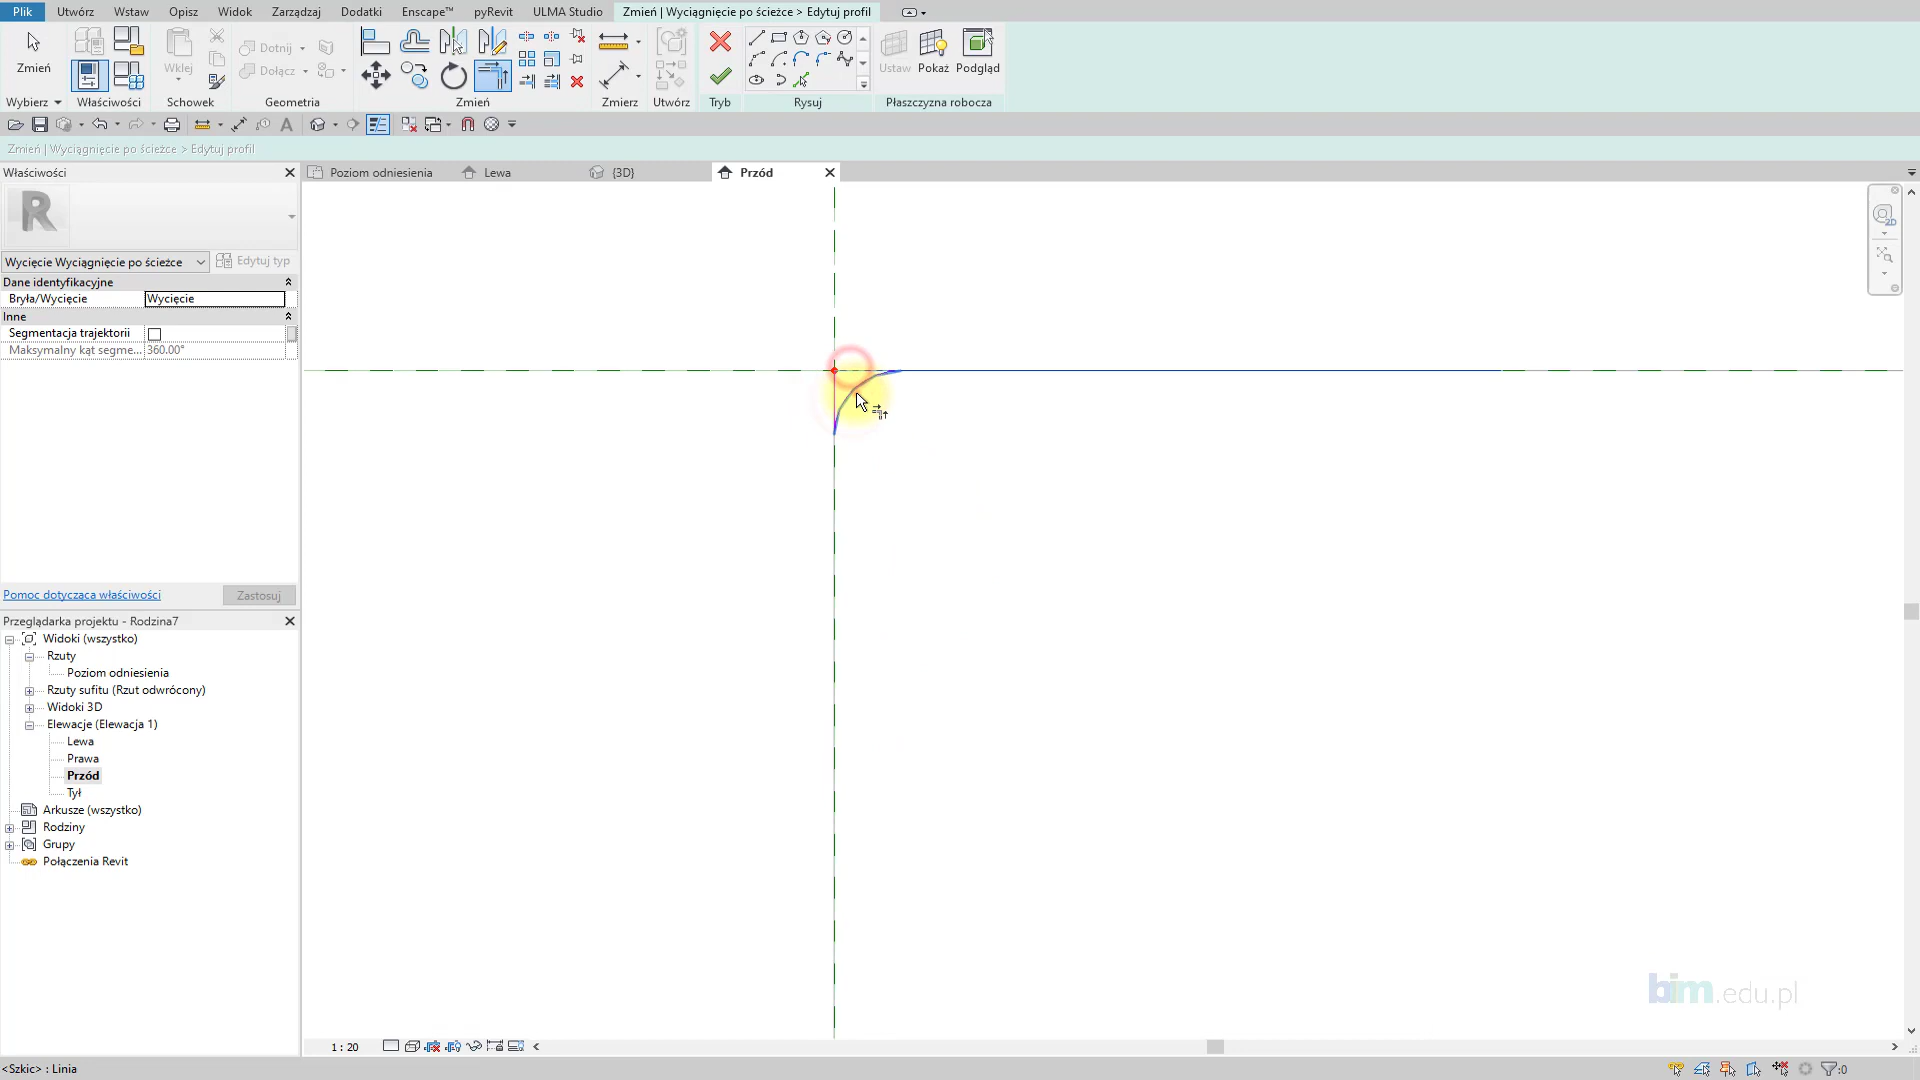 Plik Utwórz Wstaw Opisz Widok Zarządzaj Dodatki Enscape™ pyRevit ULMA Studio Zmień | Wyciągnięcie po ścieżce > Edytuj profil
Zmień Wklej Dotnij Dołącz Ustaw Pokaż Podgląd
Wybierz Właściwości Schowek Geometria Zmień Zmierz Utwórz Tryb Rysuj Płaszczyzna robocza
Zmień | Wyciągnięcie po ścieżce > Edytuj profil
Właściwości
Poziom odniesienia Lewa {3D} Przód
Wycięcie Wyciągnięcie po ścieżce Edytuj typ
Dane identyfikacyjne
Bryła/Wycięcie Wycięcie
Inne
Segmentacja trajektorii
Maksymalny kąt segme... 360.00°
Pomoc dotycząca właściwości Zastosuj
Przeglądarka projektu - Rodzina7
Widoki (wszystko)
Rzuty
Poziom odniesienia
Rzuty sufitu (Rzut odwrócony)
Widoki 3D
Elewacje (Elewacja 1)
Lewa
Prawa
Przód
Tył
Arkusze (wszystko)
Rodziny
Grupy
Połączenia Revit
bim.edu.pl
1 : 20
<Szkic> : Linia :0